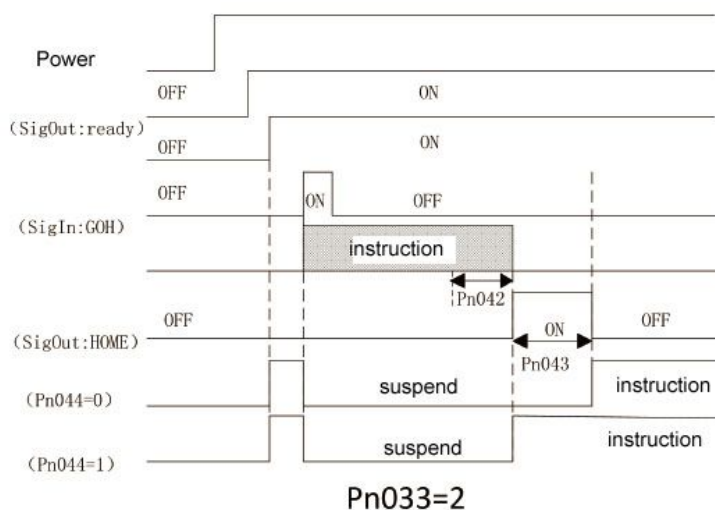 Power
OFF ON
(SigOut:ready)
OFF ON
OFF
ON OFF
(SigIn:GOH)
instruction
Pn042
OFF ON OFF
(SigOut:HOME)
Pn043
suspend instruction
(Pn044=0)
suspend instruction
(Pn044=1)
Pn033=2